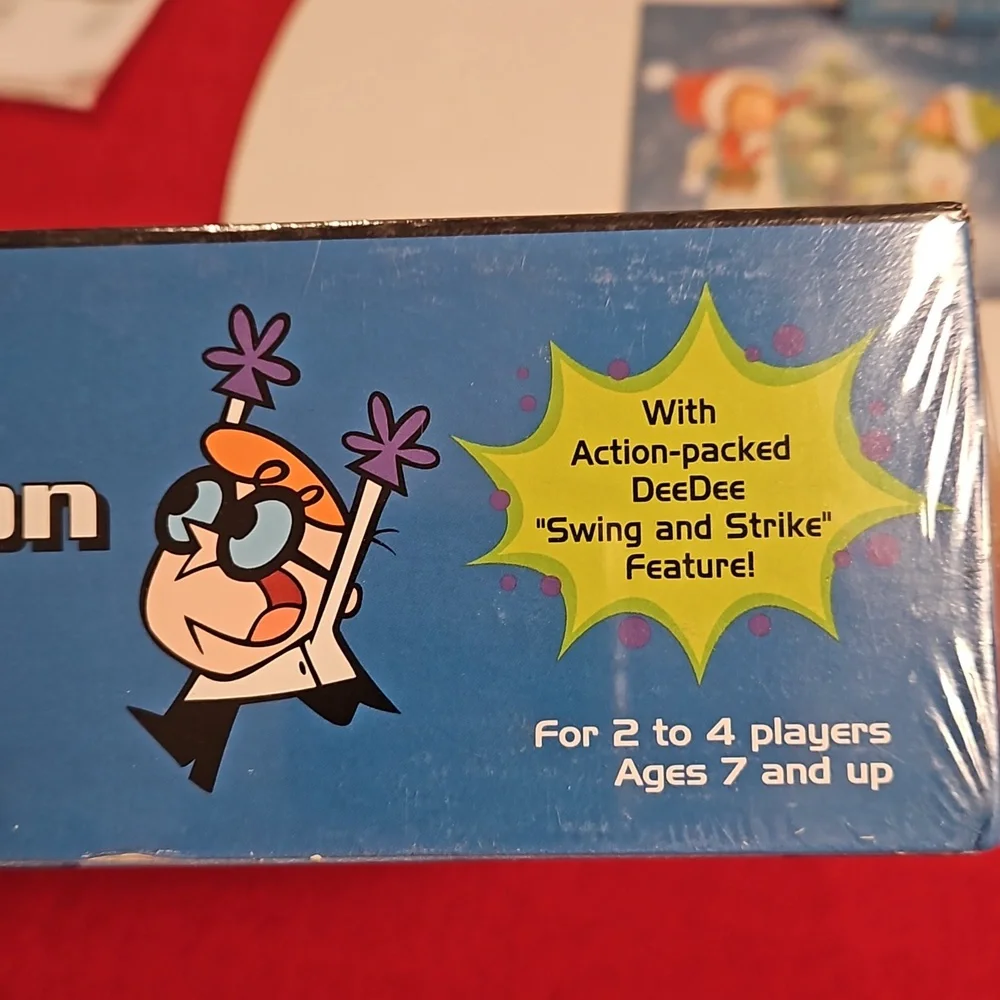 on
With
Action-packed
DeeDee
"Swing and Strike"
Feature!
For 2 to 4 players
Ages 7 and up